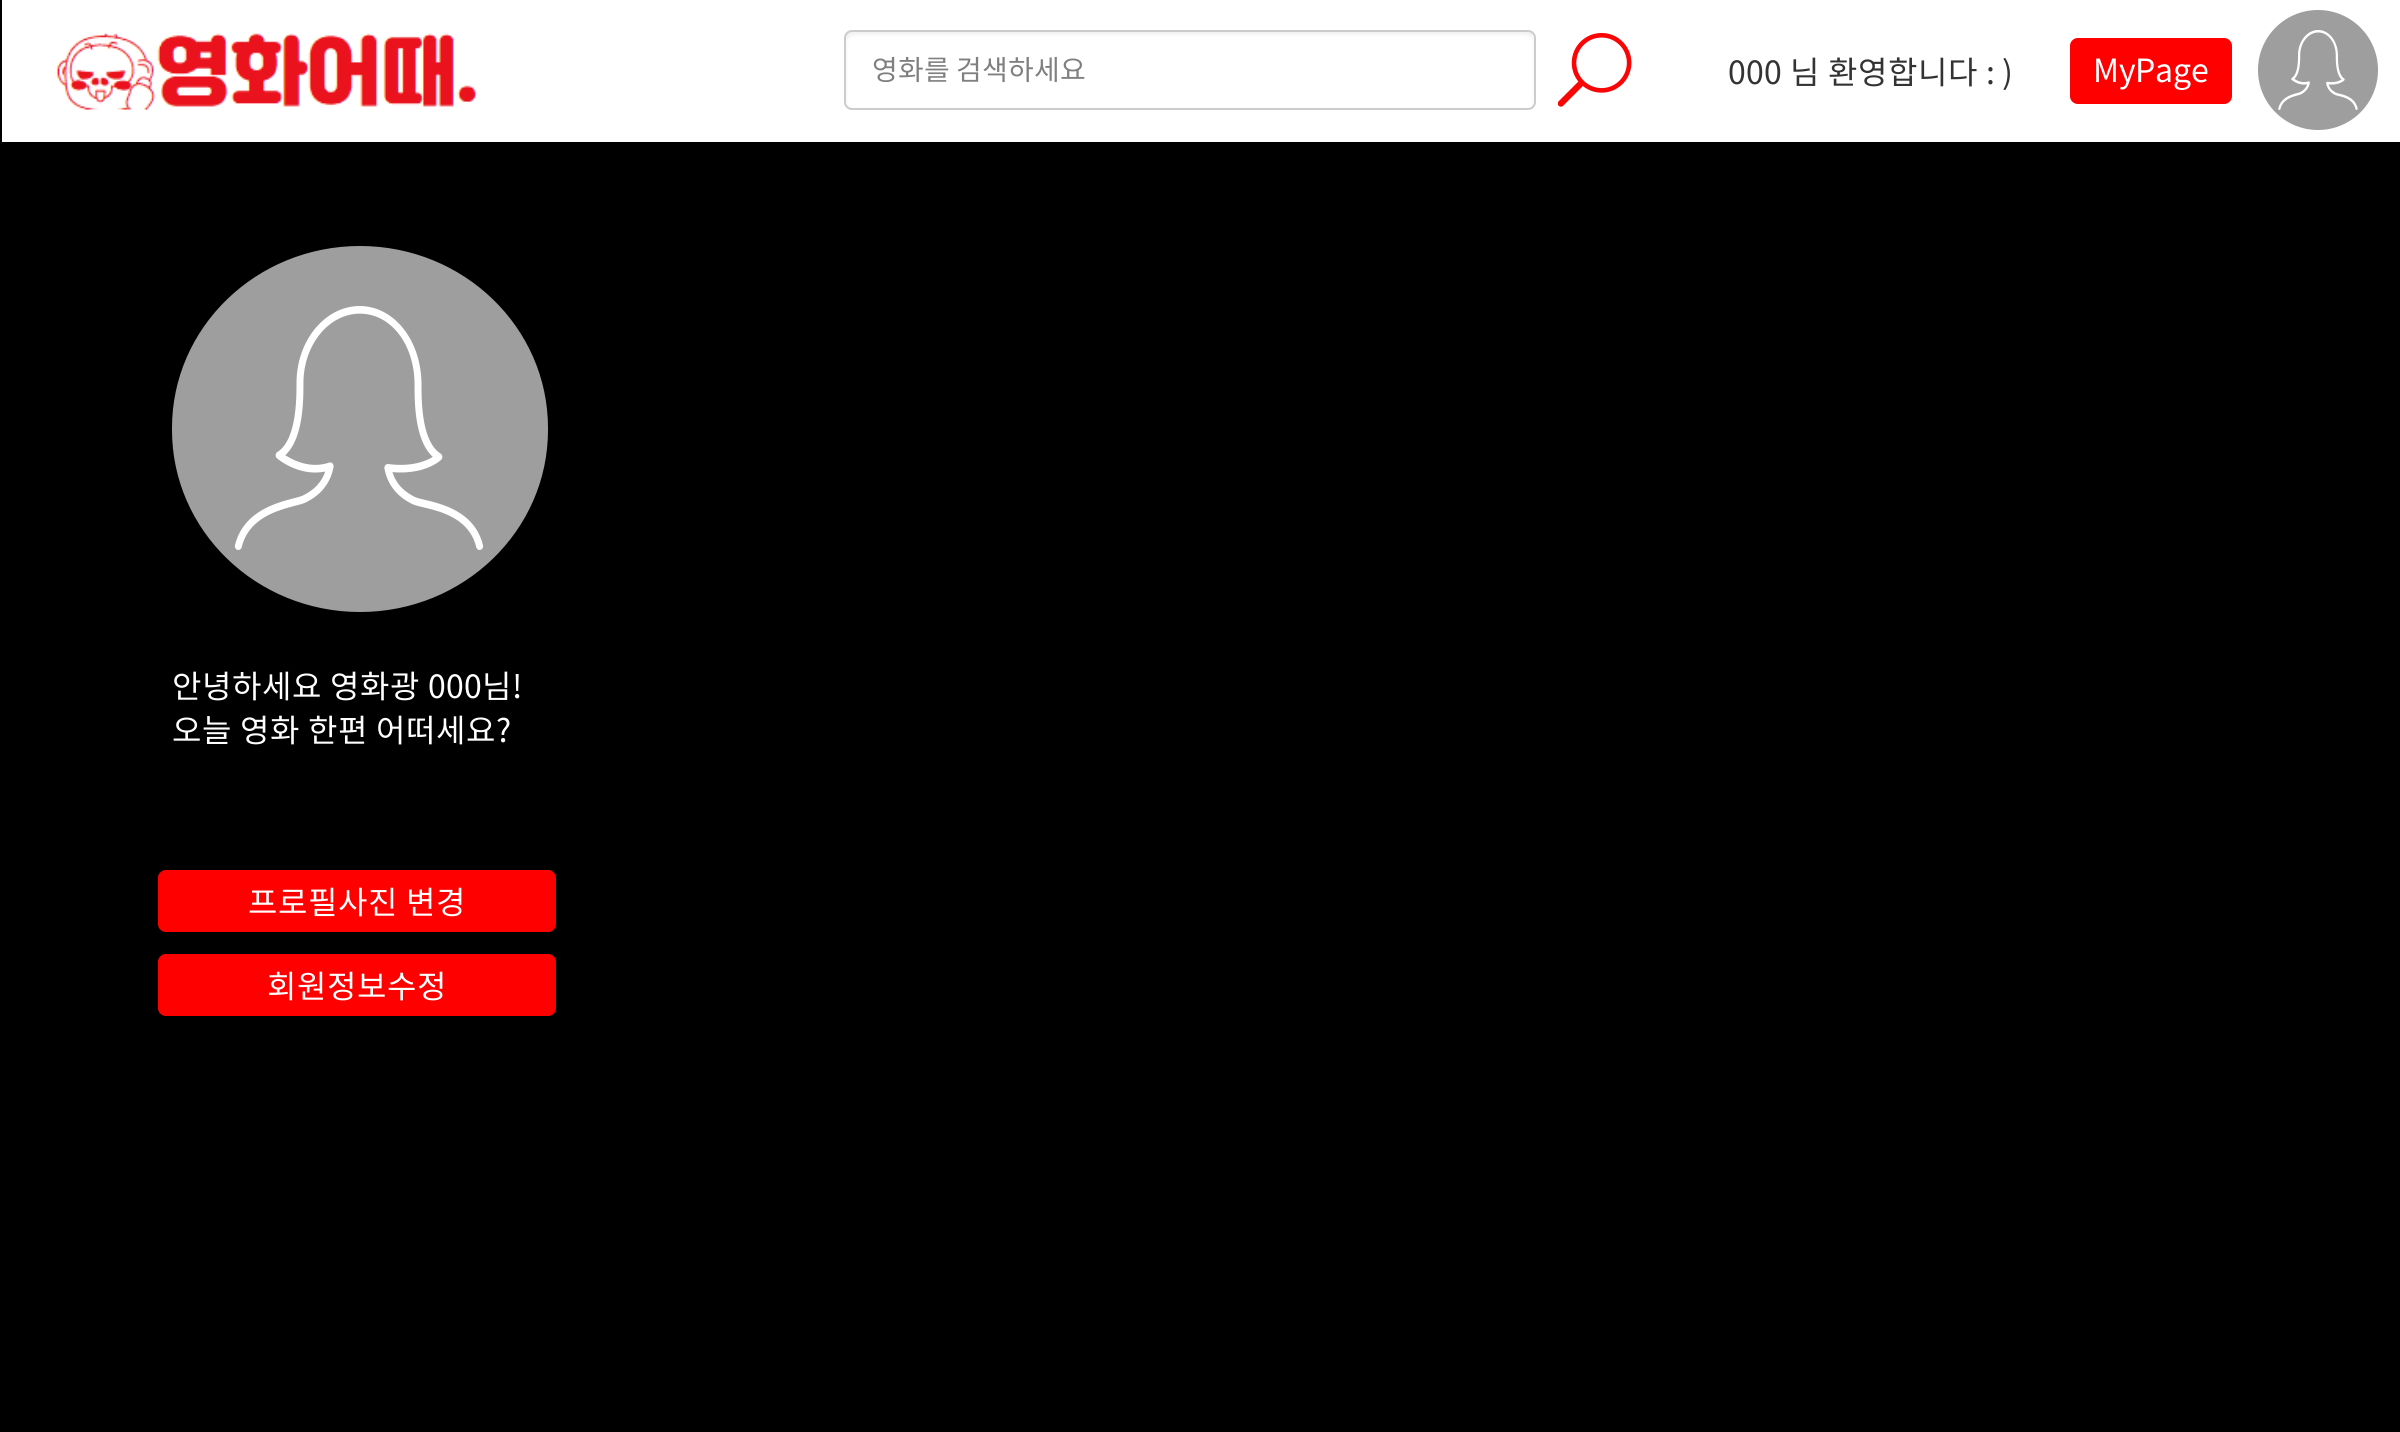 영화어때.
영화를 검색하세요
000 님 환영합니다 : )
MyPage
안녕하세요 영화광 000님!
오늘 영화 한편 어떠세요?
프로필사진 변경
회원정보수정